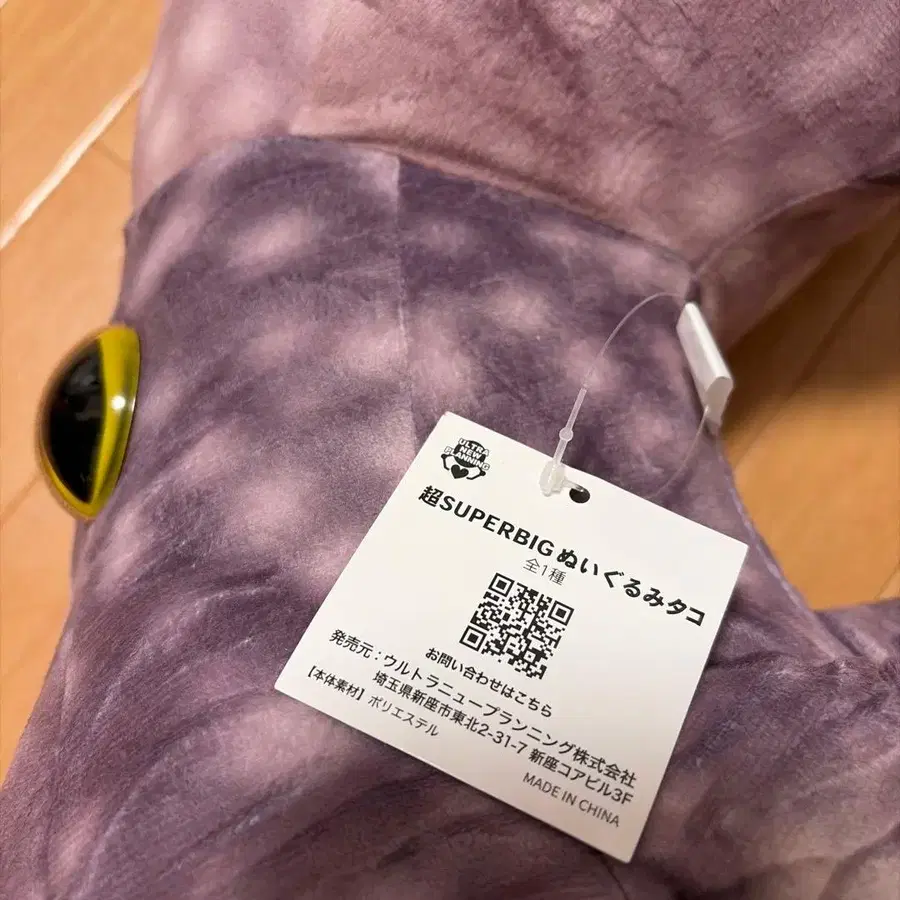 ULTRA
NEW
PLANNING
超SUPERBIGぬいぐるみタコ
全1種
お問い合わせはこちら
発売元：ウルトラニュープランニング株式会社
埼玉県新座市東北2-31-7 新座コアビル3F
【本体素材】ポリエステル
MADE IN CHINA